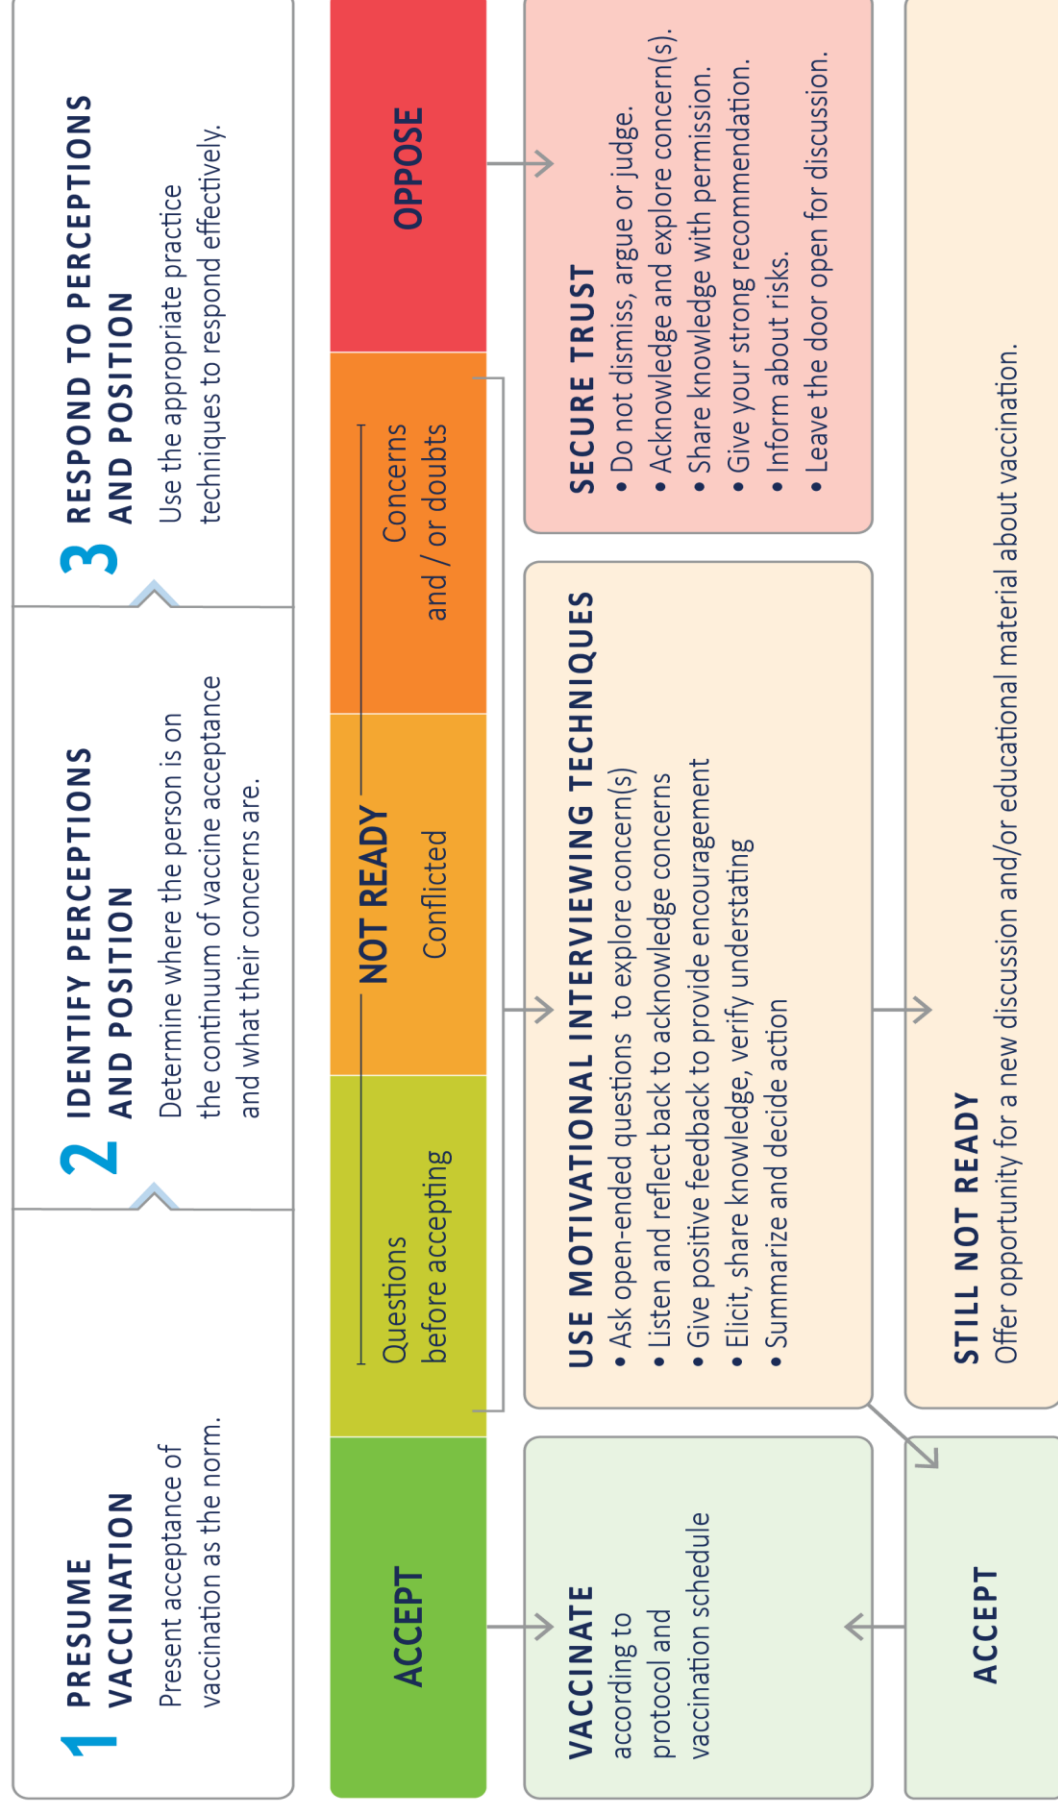 1 PRESUME
VACCINATION
Present acceptance of
vaccination as the norm.
2 IDENTIFY PERCEPTIONS
AND POSITION
Determine where the person is on
the continuum of vaccine acceptance
and what their concerns are.
3 RESPOND TO PERCEPTIONS
AND POSITION
Use the appropriate practice
techniques to respond effectively.
ACCEPT
NOT READY
Questions
before accepting
Conflicted
Concerns
and / or doubts
OPPOSE
VACCINATE
according to
protocol and
vaccination schedule
USE MOTIVATIONAL INTERVIEWING TECHNIQUES
• Ask open-ended questions to explore concern(s)
• Listen and reflect back to acknowledge concerns
• Give positive feedback to provide encouragement
• Elicit, share knowledge, verify understating
• Summarize and decide action
SECURE TRUST
• Do not dismiss, argue or judge.
• Acknowledge and explore concern(s).
• Share knowledge with permission.
• Give your strong recommendation.
• Inform about risks.
• Leave the door open for discussion.
ACCEPT
STILL NOT READY
Offer opportunity for a new discussion and/or educational material about vaccination.